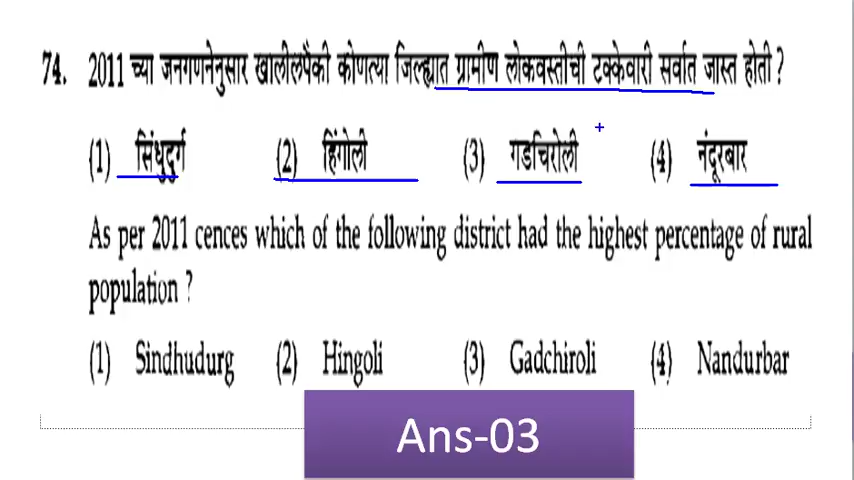 74. 2011 च्या जनगणनेनुसार खालीलपैकी कोणत्या जिल्ह्यात ग्रामीण लोकवस्तीची टक्केवारी सर्वात जास्त होती ?
(1) सिंधुदुर्ग (2) हिंगोली (3) गडचिरोली (4) नंदूरबार
As per 2011 cences which of the following district had the highest percentage of rural
population ?
(1) Sindhudurg (2) Hingoli (3) Gadchiroli (4) Nandurbar
Ans-03